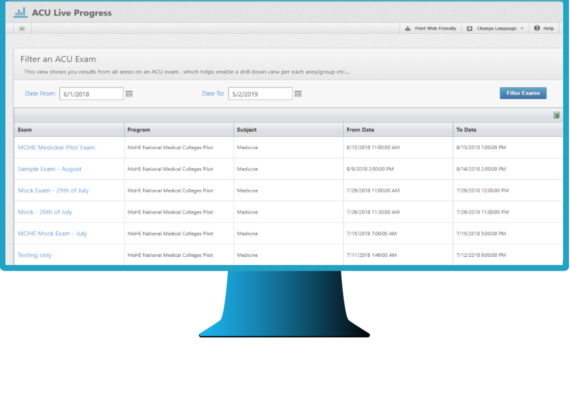 ACU Live Progress
Print Web Friendly Change Language Help
Filter an ACU Exam
This view shows you results from all areas on an ACU exam , which helps enable a drill down view per each area/group etc...
Date From: 6/1/2018 Date To: 5/2/2019 Filter Exams
Exam Program Subject From Date To Date
MOHE Medicine Pilot Exam MoHE National Medical Colleges Pilot Medicine 8/15/2018 11:00:00 AM 8/15/2018 1:00:00 PM
Sample Exam - August MoHE National Medical Colleges Pilot Medicine 8/9/2018 2:00:00 PM 8/14/2018 2:00:00 PM
Mock Exam - 29th of July MoHE National Medical Colleges Pilot Medicine 7/29/2018 11:00:00 AM 7/29/2018 12:00:00 PM
Mock - 26th of July MoHE National Medical Colleges Pilot Medicine 7/26/2018 11:30:00 AM 7/26/2018 11:00:00 PM
MOHE Mock Exam - July MoHE National Medical Colleges Pilot Medicine 7/15/2018 7:00:00 AM 7/15/2018 5:00:00 PM
Testing only MoHE National Medical Colleges Pilot Medicine 7/11/2018 1:40:00 AM 7/12/2018 6:00:00 PM